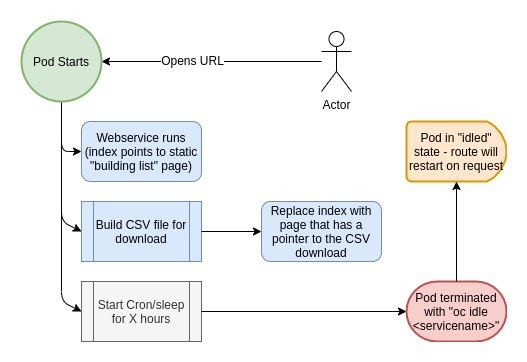 Pod Starts
Opens URL
Actor
Webservice runs
(index points to static
"building list" page)
Pod in "idled"
state - route will
restart on request
Build CSV file for
download
Replace index with
page that has a
pointer to the CSV
download
Start Cron/sleep
for X hours
Pod terminated
with "oc idle
<servicename>"